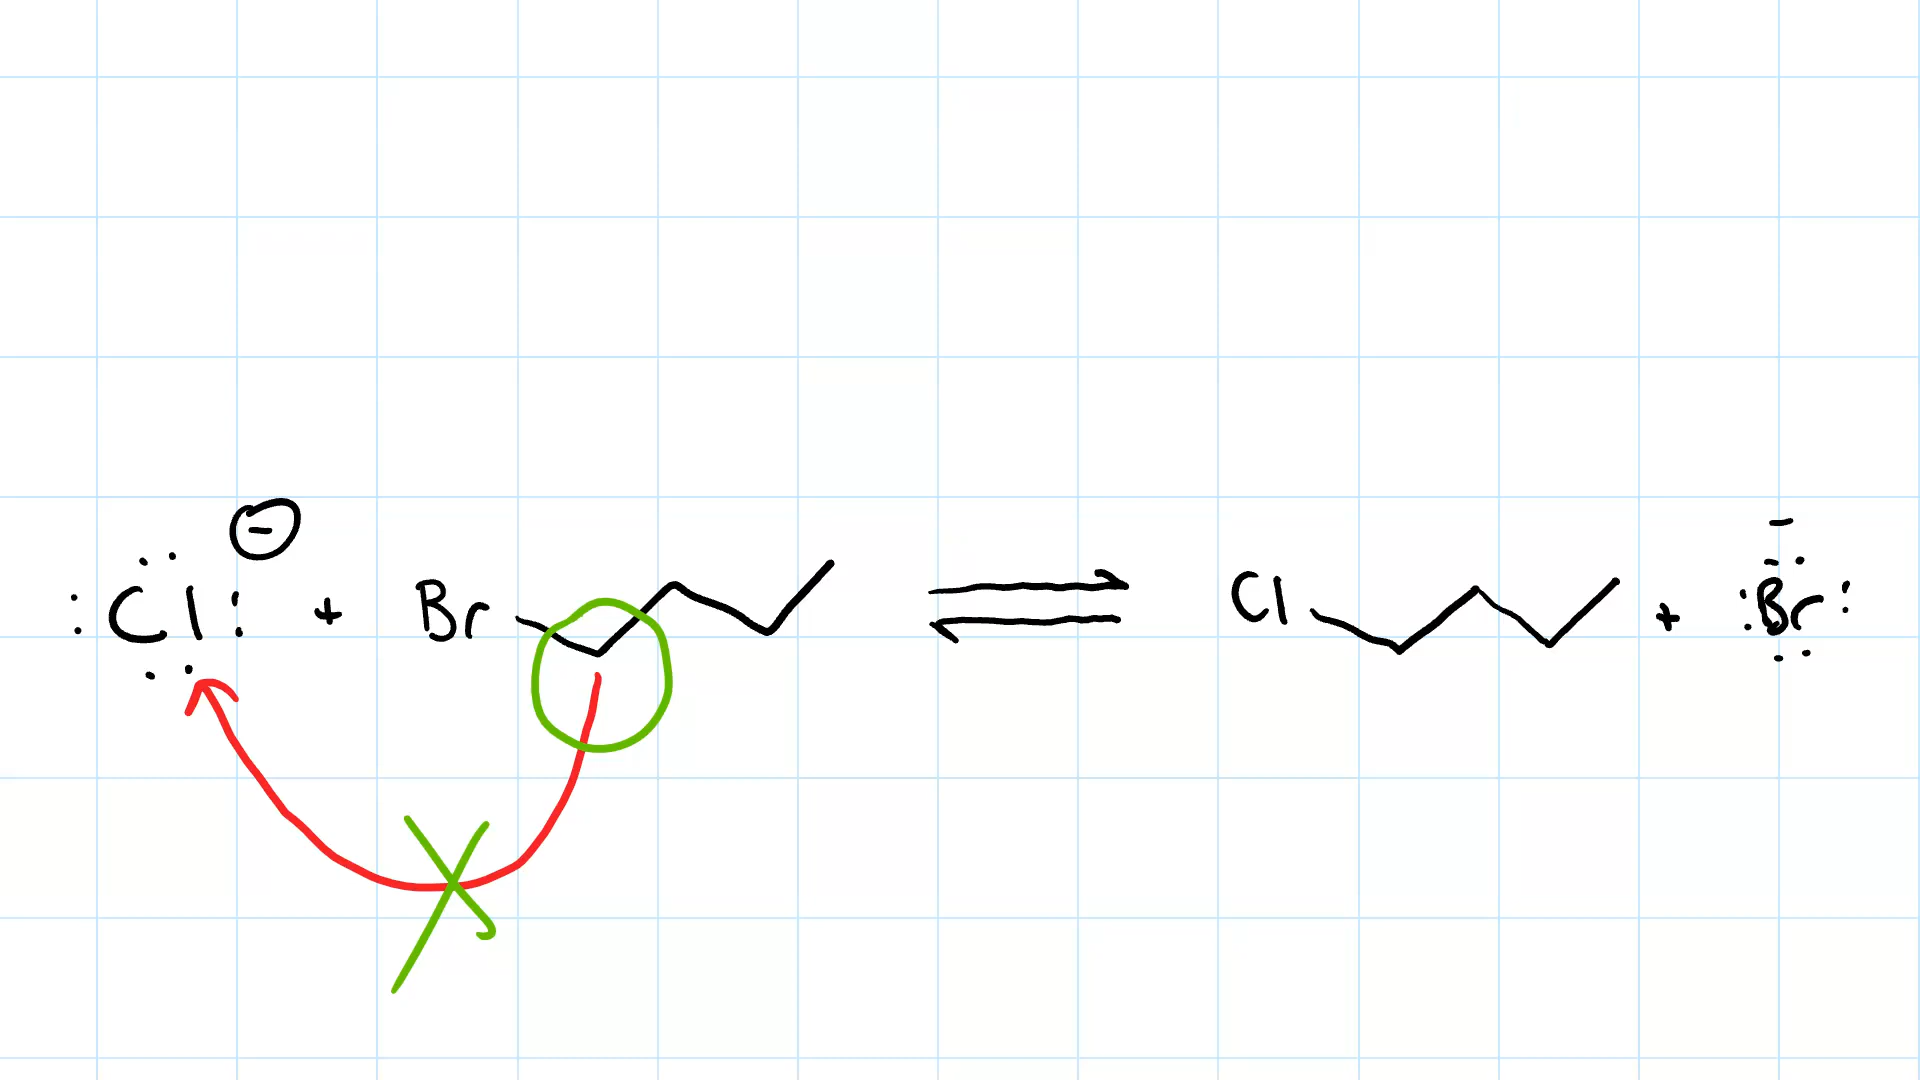 :Cl: ⊖ + Br ⇌ Cl + :Br: -